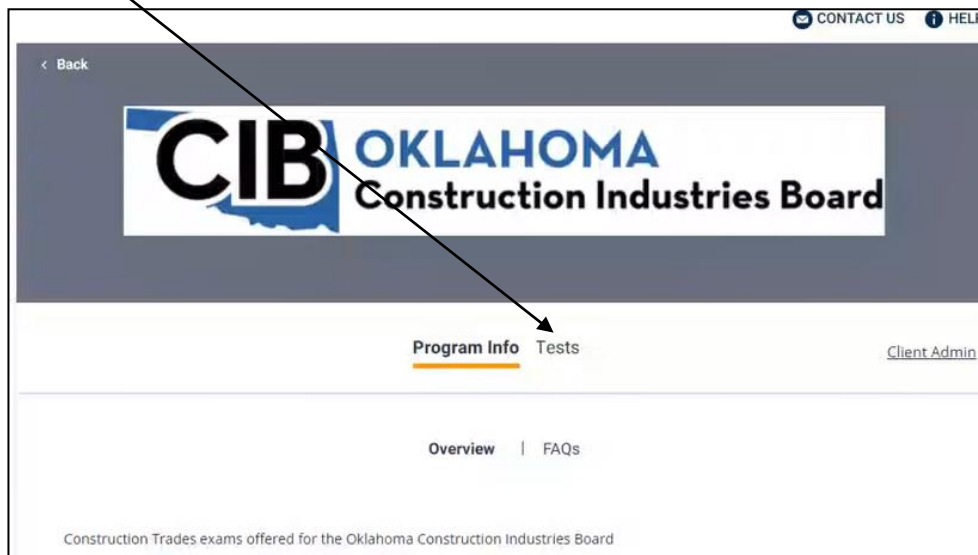 CONTACT US HELP
< Back
CIB OKLAHOMA
Construction Industries Board
Program Info Tests
Client Admin
Overview | FAQs
Construction Trades exams offered for the Oklahoma Construction Industries Board